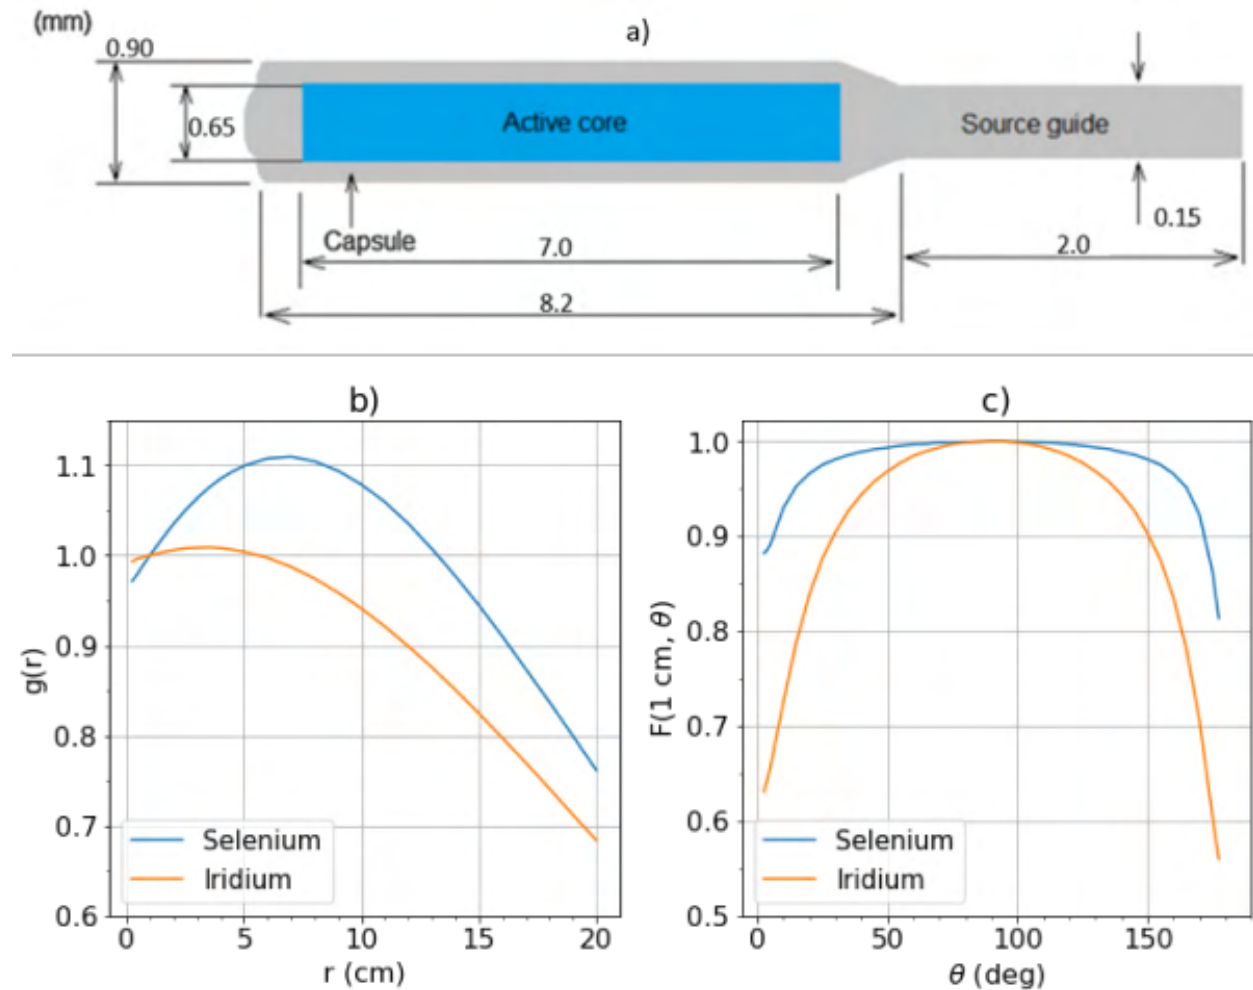 (mm)
a)
0.90
0.65
Active core
Source guide
Capsule
0.15
7.0
2.0
8.2
b)
1.1
1.0
0.9
0.8
0.7
0.6
g(r)
Selenium
Iridium
0
5
10
15
20
r (cm)
c)
1.0
0.9
0.8
0.7
0.6
0.5
F(1 cm, θ)
Selenium
Iridium
0
50
100
150
θ (deg)